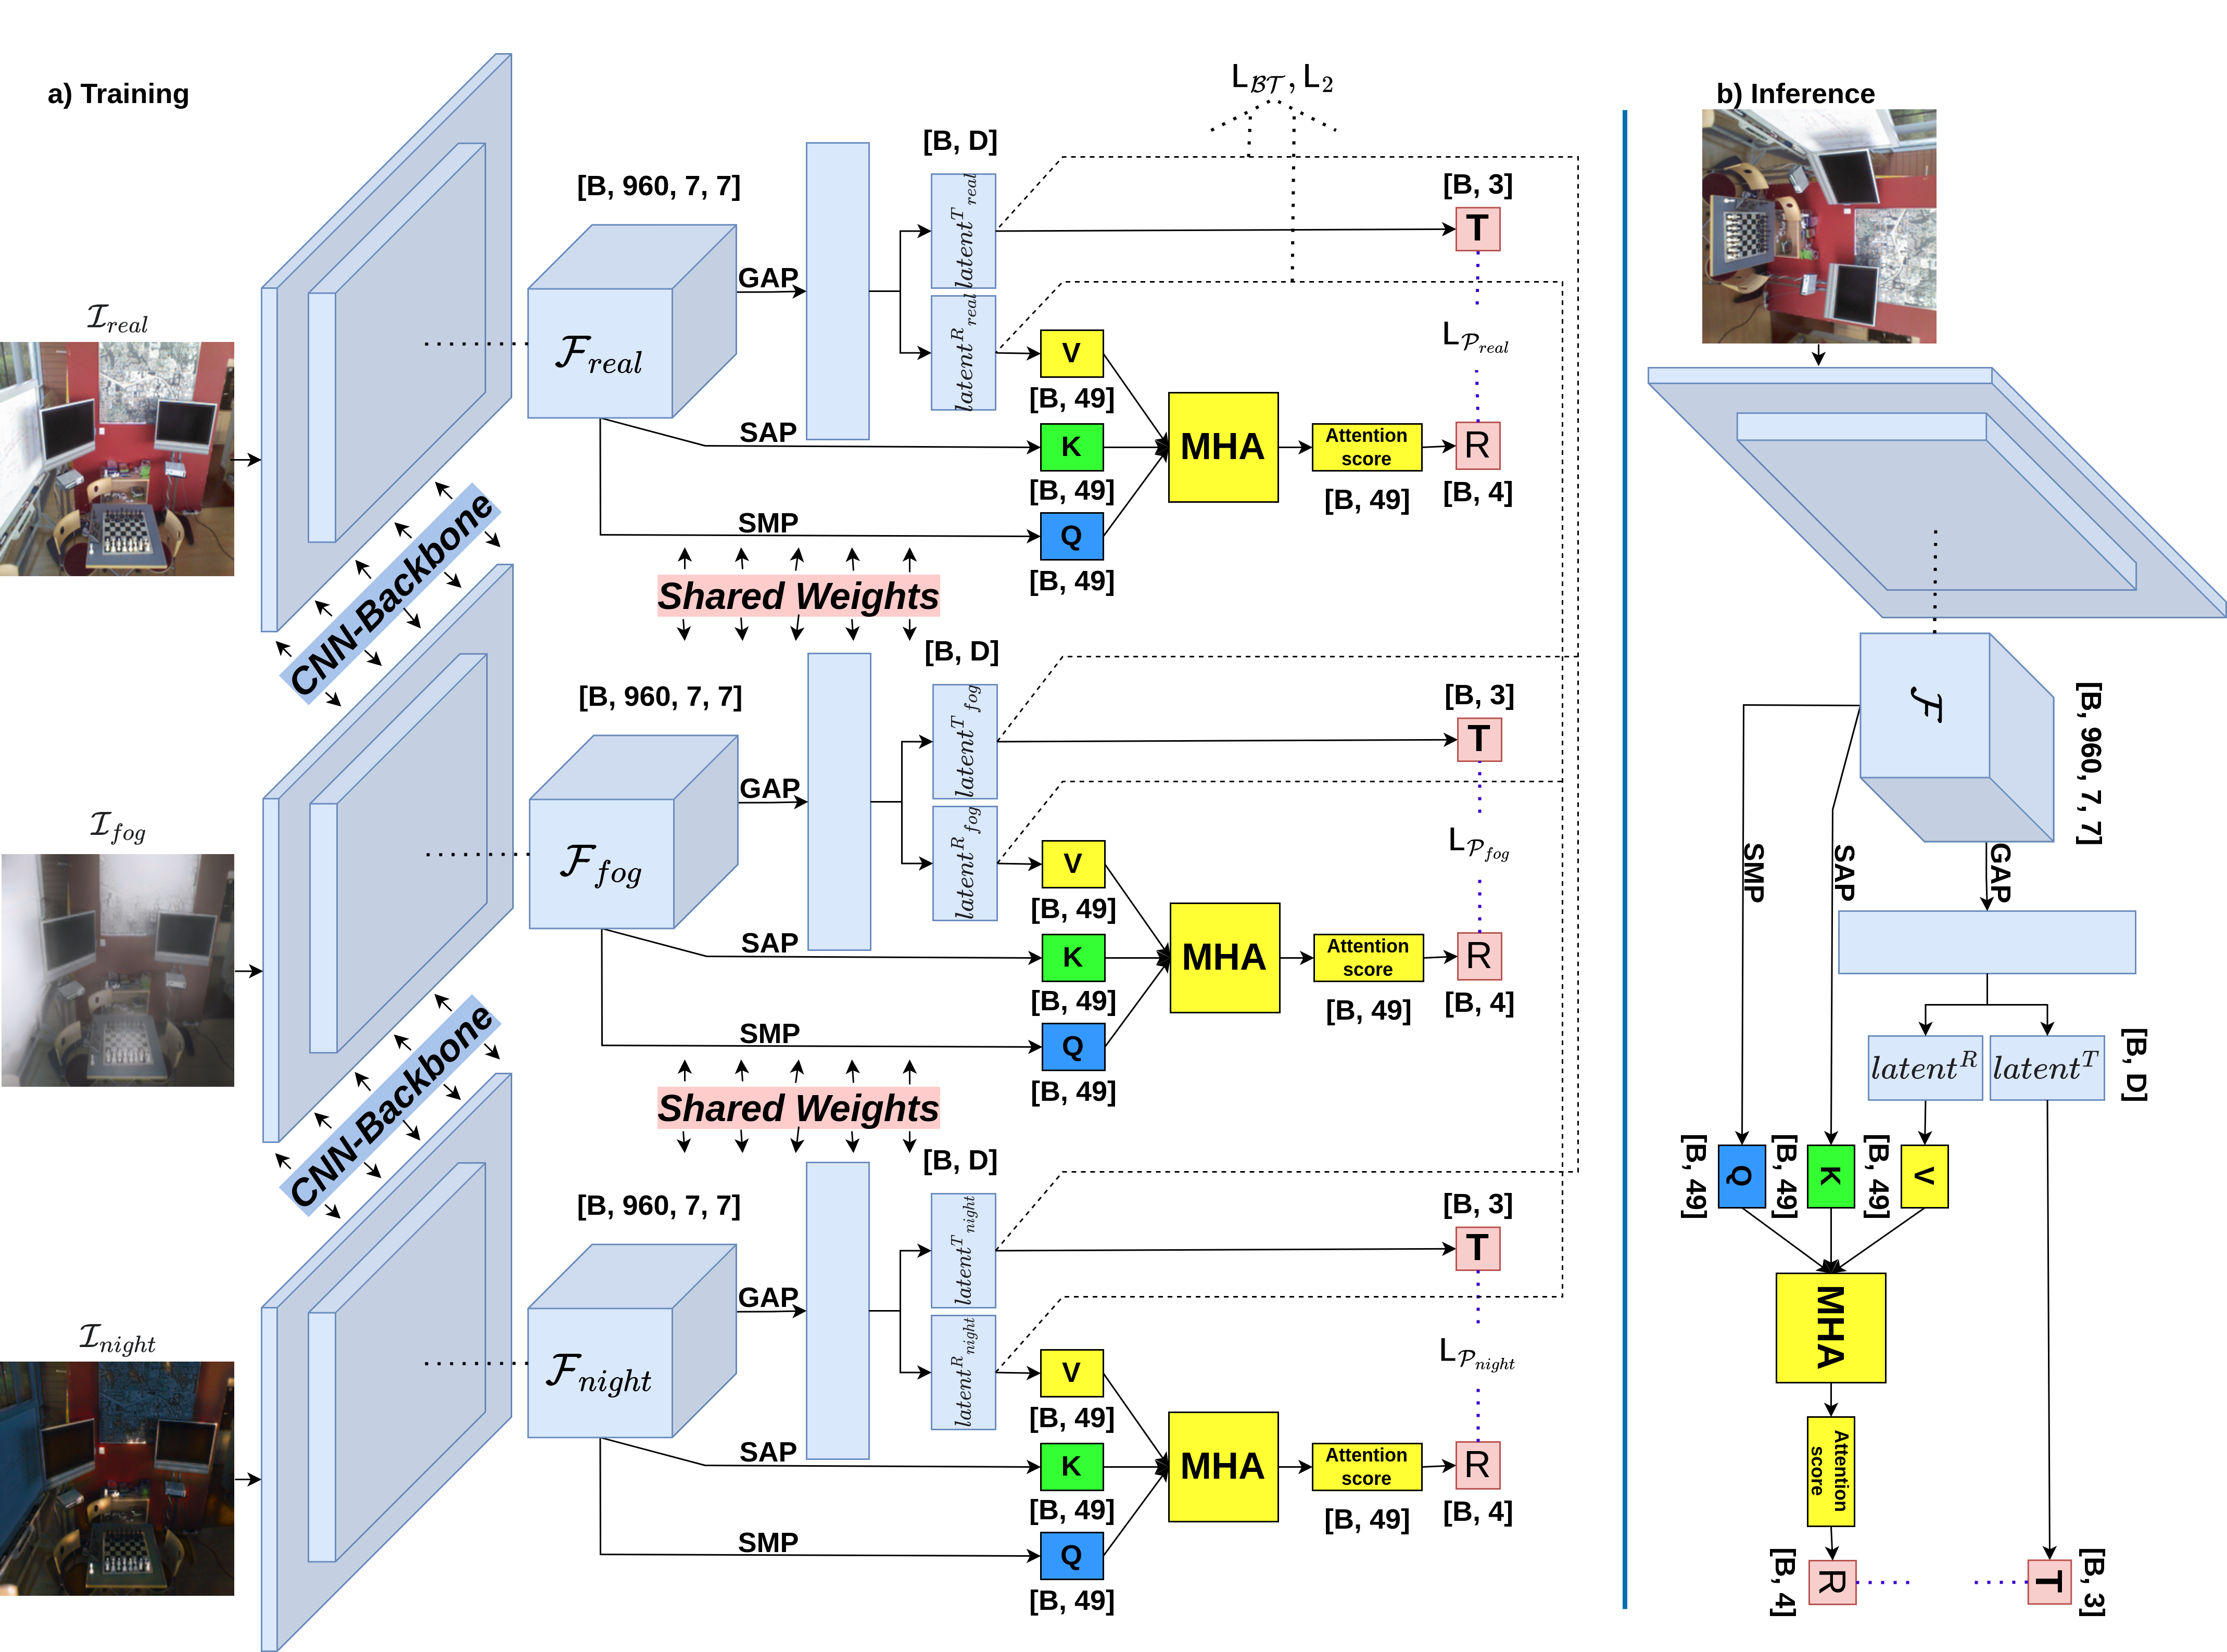 a) Training
L_{\mathcal{BT}}, L_2
[B, D]
[B, 960, 7, 7]
[B, 3]
latent^T_{real}
T
GAP
\mathcal{I}_{real}
\mathcal{F}_{real}
latent^R_{real}
L_{\mathcal{P}_{real}}
V
[B, 49]
SAP
K
MHA
Attention
score
R
[B, 49]
[B, 49]
[B, 4]
SMP
Q
[B, 49]
CNN-Backbone
Shared Weights
[B, D]
[B, 960, 7, 7]
[B, 3]
latent^T_{fog}
T
GAP
\mathcal{I}_{fog}
\mathcal{F}_{fog}
latent^R_{fog}
L_{\mathcal{P}_{fog}}
V
[B, 49]
SAP
K
MHA
Attention
score
R
[B, 49]
[B, 49]
[B, 4]
SMP
Q
[B, 49]
CNN-Backbone
Shared Weights
[B, D]
[B, 960, 7, 7]
[B, 3]
latent^T_{night}
T
GAP
\mathcal{I}_{night}
\mathcal{F}_{night}
latent^R_{night}
L_{\mathcal{P}_{night}}
V
[B, 49]
SAP
K
MHA
Attention
score
R
[B, 49]
[B, 49]
[B, 4]
SMP
Q
[B, 49]
b) Inference
\mathcal{F}
[B, 960, 7, 7]
SMP
SAP
GAP
latent^R
latent^T
[B, D]
[B, 49]
Q
[B, 49]
K
[B, 49]
V
MHA
Attention
score
[B, 4]
R
T
[B, 3]